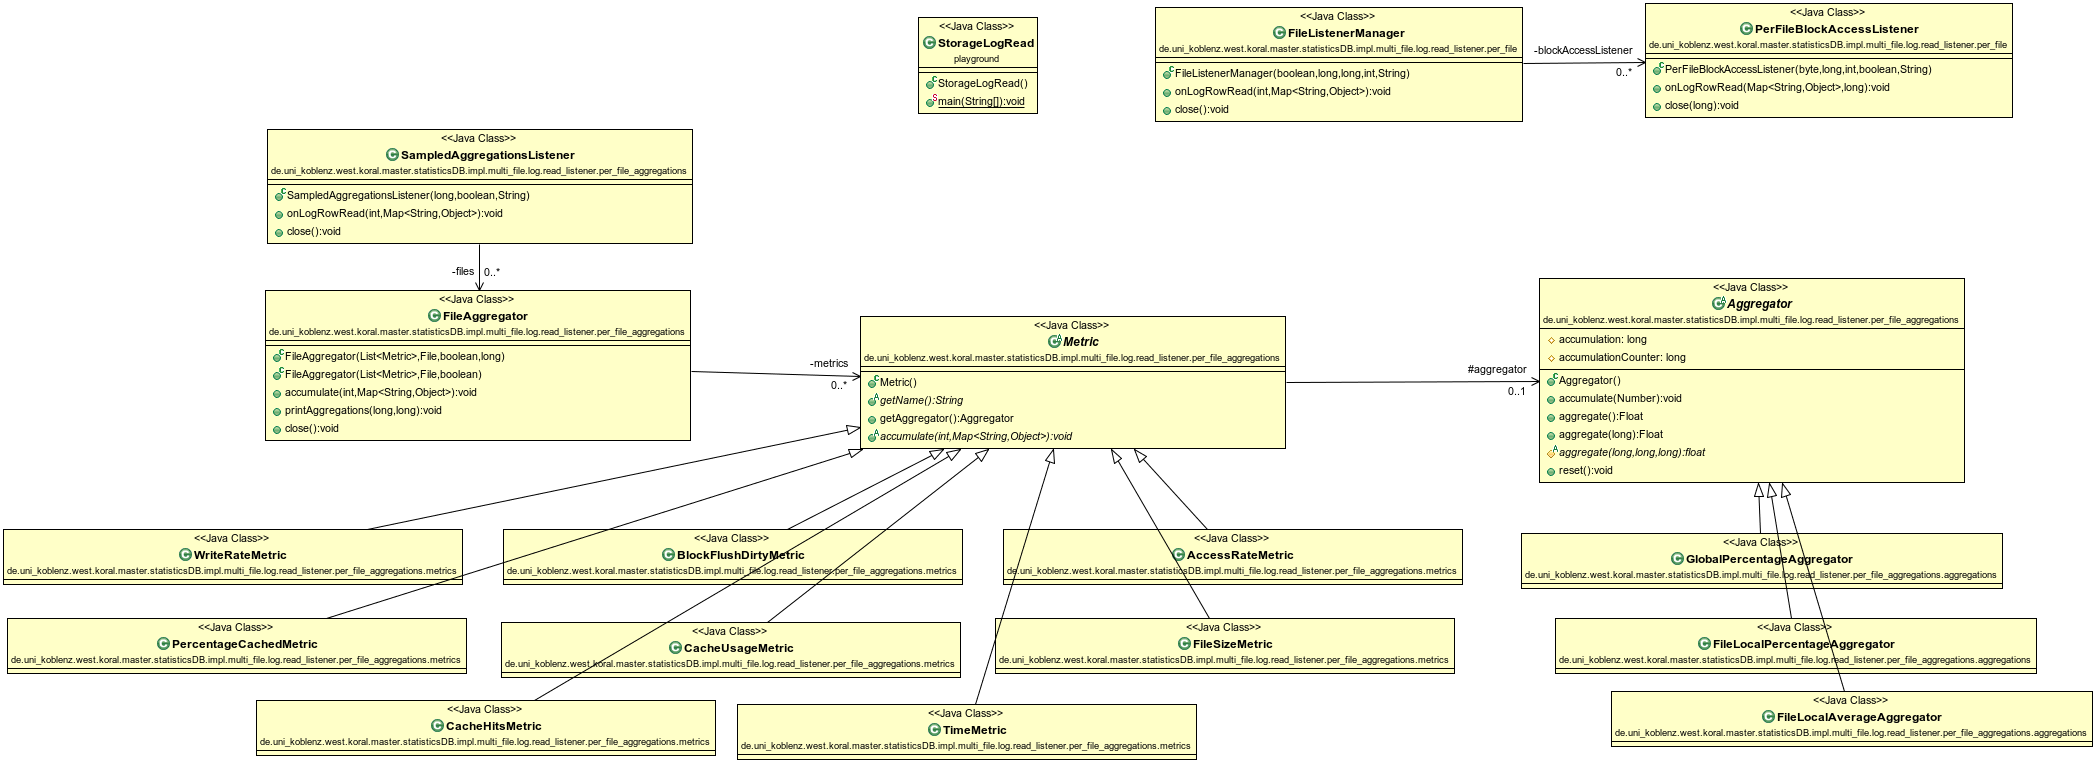 <<Java Class>>
StorageLogRead
playground
StorageLogRead()
main(String[]):void
<<Java Class>>
FileListenerManager
de.uni_koblenz.west.koral.master.statisticsDB.impl.multi_file.log.read_listener.per_file
FileListenerManager(boolean,long,long,int,String)
onLogRowRead(int,Map<String,Object>):void
close():void
-blockAccessListener
0..*
<<Java Class>>
PerFileBlockAccessListener
de.uni_koblenz.west.koral.master.statisticsDB.impl.multi_file.log.read_listener.per_file
PerFileBlockAccessListener(byte,long,int,boolean,String)
onLogRowRead(Map<String,Object>,long):void
close(long):void
<<Java Class>>
SampledAggregationsListener
de.uni_koblenz.west.koral.master.statisticsDB.impl.multi_file.log.read_listener.per_file_aggregations
SampledAggregationsListener(long,boolean,String)
onLogRowRead(int,Map<String,Object>):void
close():void
-files
0..*
<<Java Class>>
FileAggregator
de.uni_koblenz.west.koral.master.statisticsDB.impl.multi_file.log.read_listener.per_file_aggregations
FileAggregator(List<Metric>,File,boolean,long)
FileAggregator(List<Metric>,File,boolean)
accumulate(int,Map<String,Object>):void
printAggregations(long,long):void
close():void
-metrics
0..*
<<Java Class>>
Metric
de.uni_koblenz.west.koral.master.statisticsDB.impl.multi_file.log.read_listener.per_file_aggregations
Metric()
getName():String
getAggregator():Aggregator
accumulate(int,Map<String,Object>):void
#aggregator
0..1
<<Java Class>>
Aggregator
de.uni_koblenz.west.koral.master.statisticsDB.impl.multi_file.log.read_listener.per_file_aggregations
accumulation: long
accumulationCounter: long
Aggregator()
accumulate(Number):void
aggregate():Float
aggregate(long):Float
aggregate(long,long,long):float
reset():void
<<Java Class>>
WriteRateMetric
de.uni_koblenz.west.koral.master.statisticsDB.impl.multi_file.log.read_listener.per_file_aggregations.metrics
<<Java Class>>
BlockFlushDirtyMetric
de.uni_koblenz.west.koral.master.statisticsDB.impl.multi_file.log.read_listener.per_file_aggregations.metrics
<<Java Class>>
AccessRateMetric
de.uni_koblenz.west.koral.master.statisticsDB.impl.multi_file.log.read_listener.per_file_aggregations.metrics
<<Java Class>>
GlobalPercentageAggregator
de.uni_koblenz.west.koral.master.statisticsDB.impl.multi_file.log.read_listener.per_file_aggregations.aggregations
<<Java Class>>
PercentageCachedMetric
de.uni_koblenz.west.koral.master.statisticsDB.impl.multi_file.log.read_listener.per_file_aggregations.metrics
<<Java Class>>
CacheUsageMetric
de.uni_koblenz.west.koral.master.statisticsDB.impl.multi_file.log.read_listener.per_file_aggregations.metrics
<<Java Class>>
FileSizeMetric
de.uni_koblenz.west.koral.master.statisticsDB.impl.multi_file.log.read_listener.per_file_aggregations.metrics
<<Java Class>>
FileLocalPercentageAggregator
de.uni_koblenz.west.koral.master.statisticsDB.impl.multi_file.log.read_listener.per_file_aggregations.aggregations
<<Java Class>>
CacheHitsMetric
de.uni_koblenz.west.koral.master.statisticsDB.impl.multi_file.log.read_listener.per_file_aggregations.metrics
<<Java Class>>
TimeMetric
de.uni_koblenz.west.koral.master.statisticsDB.impl.multi_file.log.read_listener.per_file_aggregations.metrics
<<Java Class>>
FileLocalAverageAggregator
de.uni_koblenz.west.koral.master.statisticsDB.impl.multi_file.log.read_listener.per_file_aggregations.aggregations